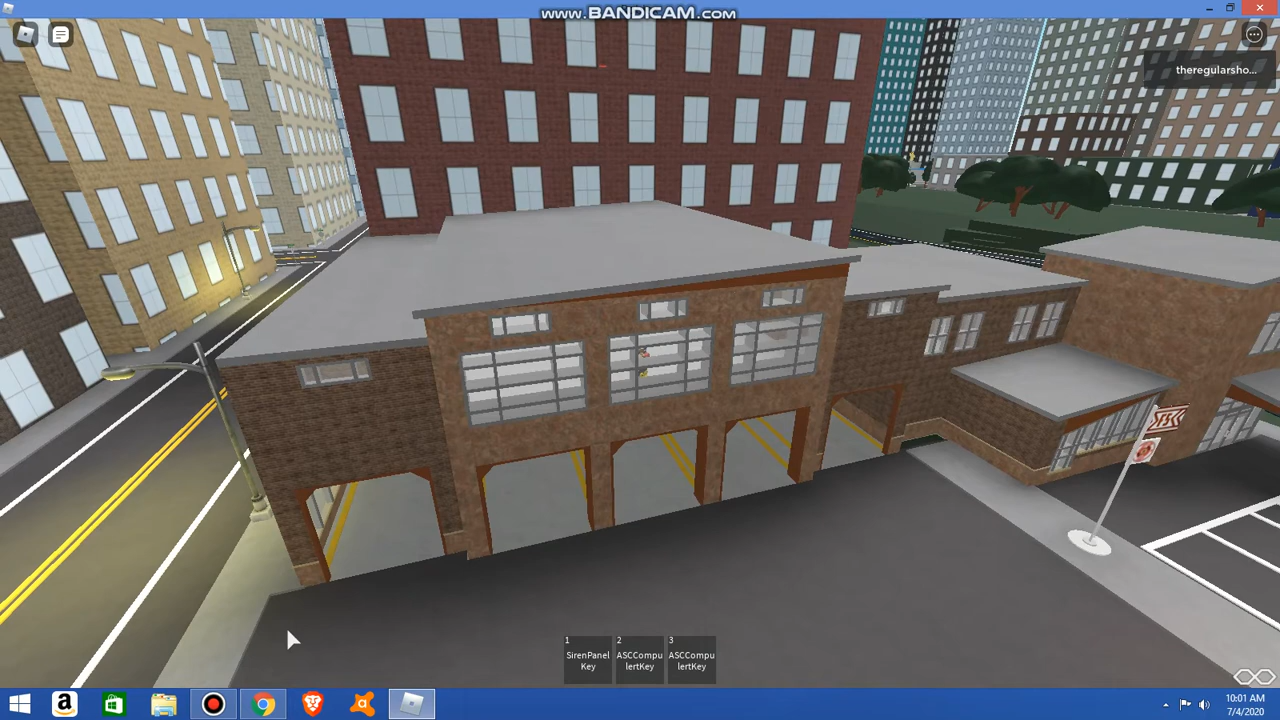 www.BANDICAM.com
theregularsho...
1
SirenPanel
Key
2
ASCCompu
lertKey
3
ASCCompu
lertKey
10:01 AM
7/4/2020